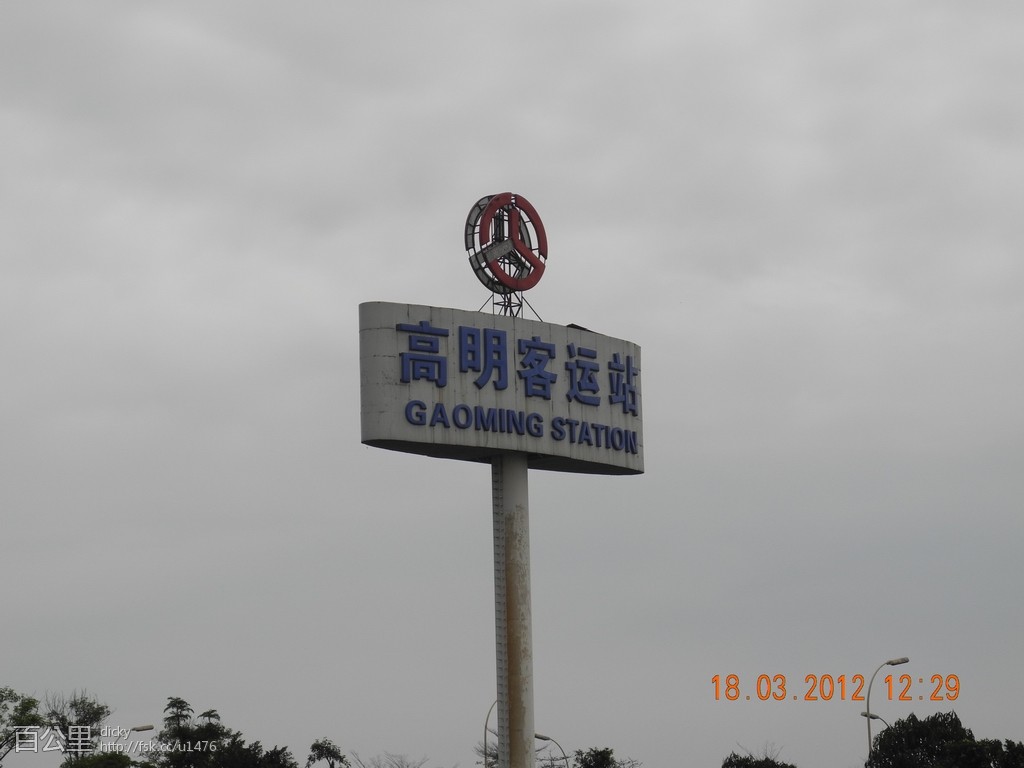 高明客运站
GAOMING STATION
18.03.2012 12:29
百公里 dicky
http://fsk.cc/u1476